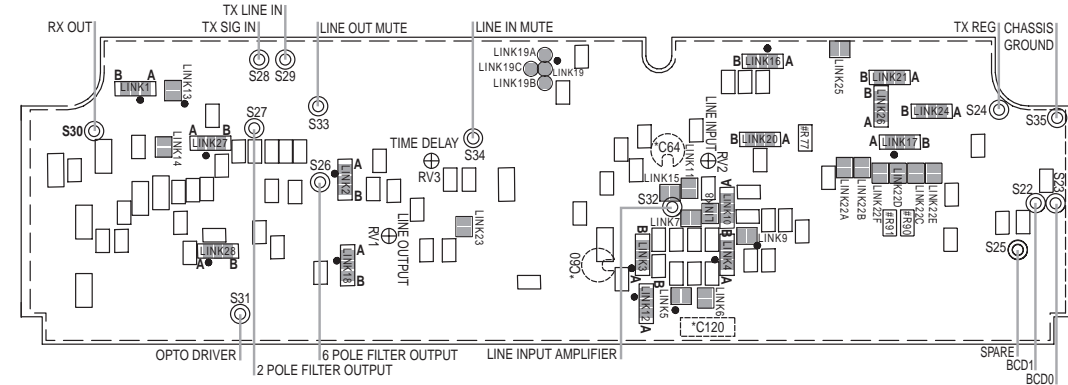 TX LINE IN
RX OUT
TX SIG IN
LINE OUT MUTE
LINE IN MUTE
TX REG
CHASSIS
GROUND
S28
S29
LINK19A
LINK19C
LINK19
LINK19B
B
LINK16
A
LINK25
B
LINK21
A
B A
LINK1
LINK13
S33
B
LINK26
A
LINK24
B
A
S24
S35
S30
S27
A B
LINK27
LINK14
TIME DELAY
RV3
S34
*C64
LINE INPUT
RV2
B
LINK20
A
#R77
B
LINK17
A
S26
A
LINK2
B
LINK15
LINK11
S32
LINK7
LINK8
LINK10
A
B
LINK9
LINK22A
LINK22B
LINK22F
LINK22D
LINK22C
LINK22E
#R91
#R90
S22
S23
S25
RV1
LINE OUTPUT
LINK23
LINK28
A
B
A
LINK18
B
*C60
B
LINK3
A
LINK4
B
A
LINK12
A
LINK5
LINK6
*C120
S31
OPTO DRIVER
6 POLE FILTER OUTPUT
2 POLE FILTER OUTPUT
LINE INPUT AMPLIFIER
SPARE
BCD1
BCD0